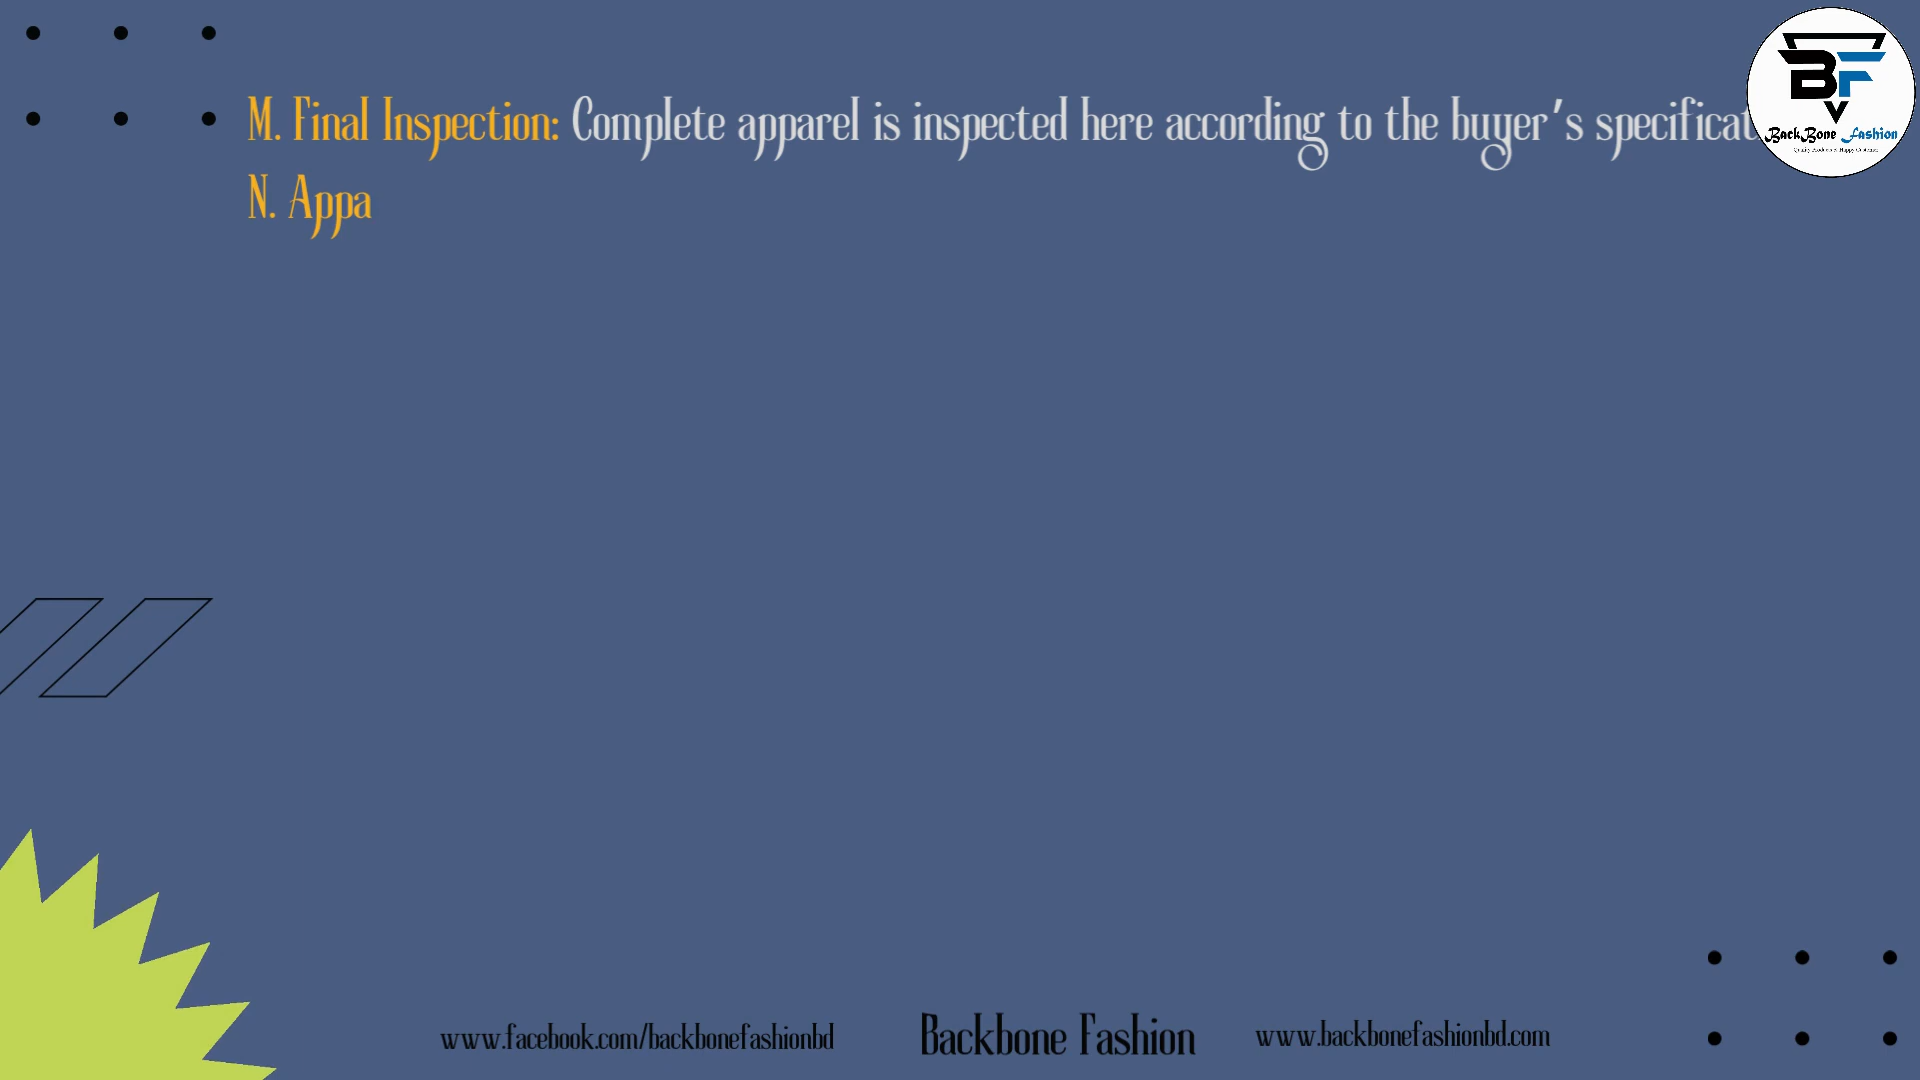 M. Final Inspection: Complete apparel is inspected here according to the buyer's specificat
N. Appa
BF
BackBone Fashion
www.facebook.com/backbonefashionbd
Backbone Fashion
www.backbonefashionbd.com